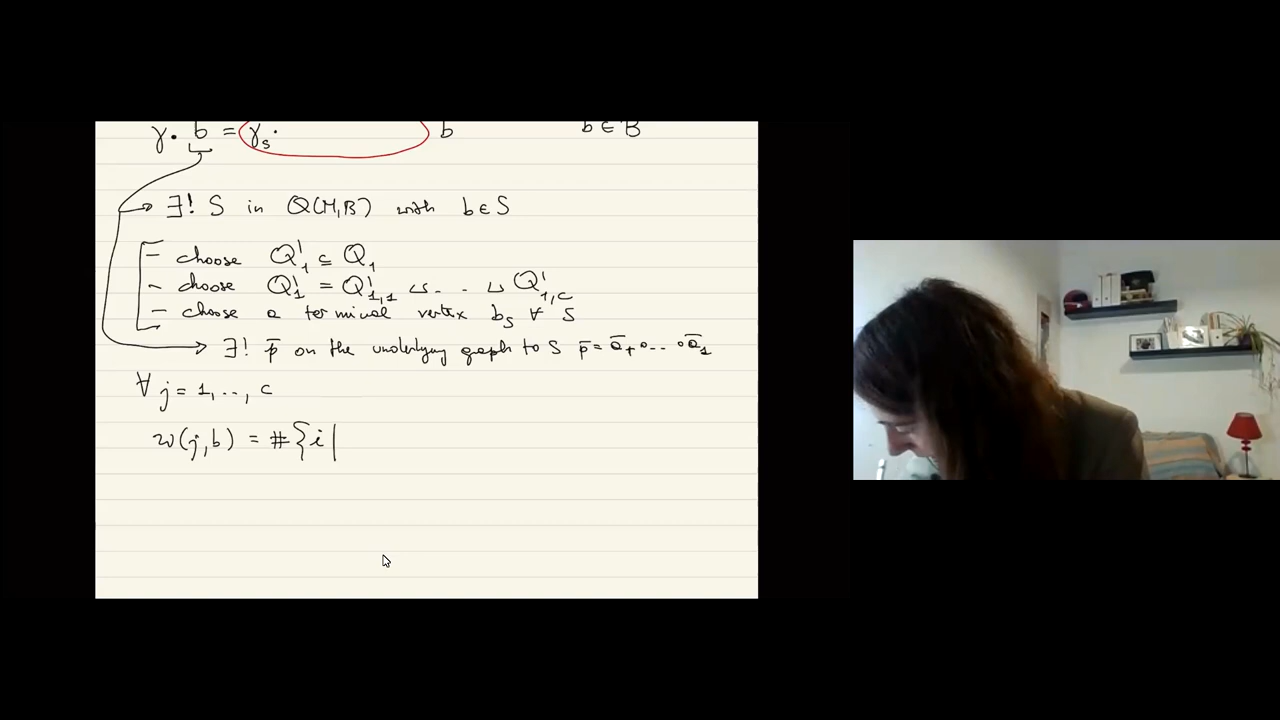 γ. b = γ_s. b b ∈ B
→ ∃! S in Q(M,B) with b ∈ S
– choose Q'_1 ⊆ Q_1
– choose Q'_1 = Q'_{1,1} ⊔ ... ⊔ Q'_{1,c}
– choose a terminal vertex b_S ∀ S
→ ∃! p̄ on the underlying graph to S p̄ = ā_t ∘ ... ∘ ā_1
∀ j = 1, .., c
w(j,b) = # { i |